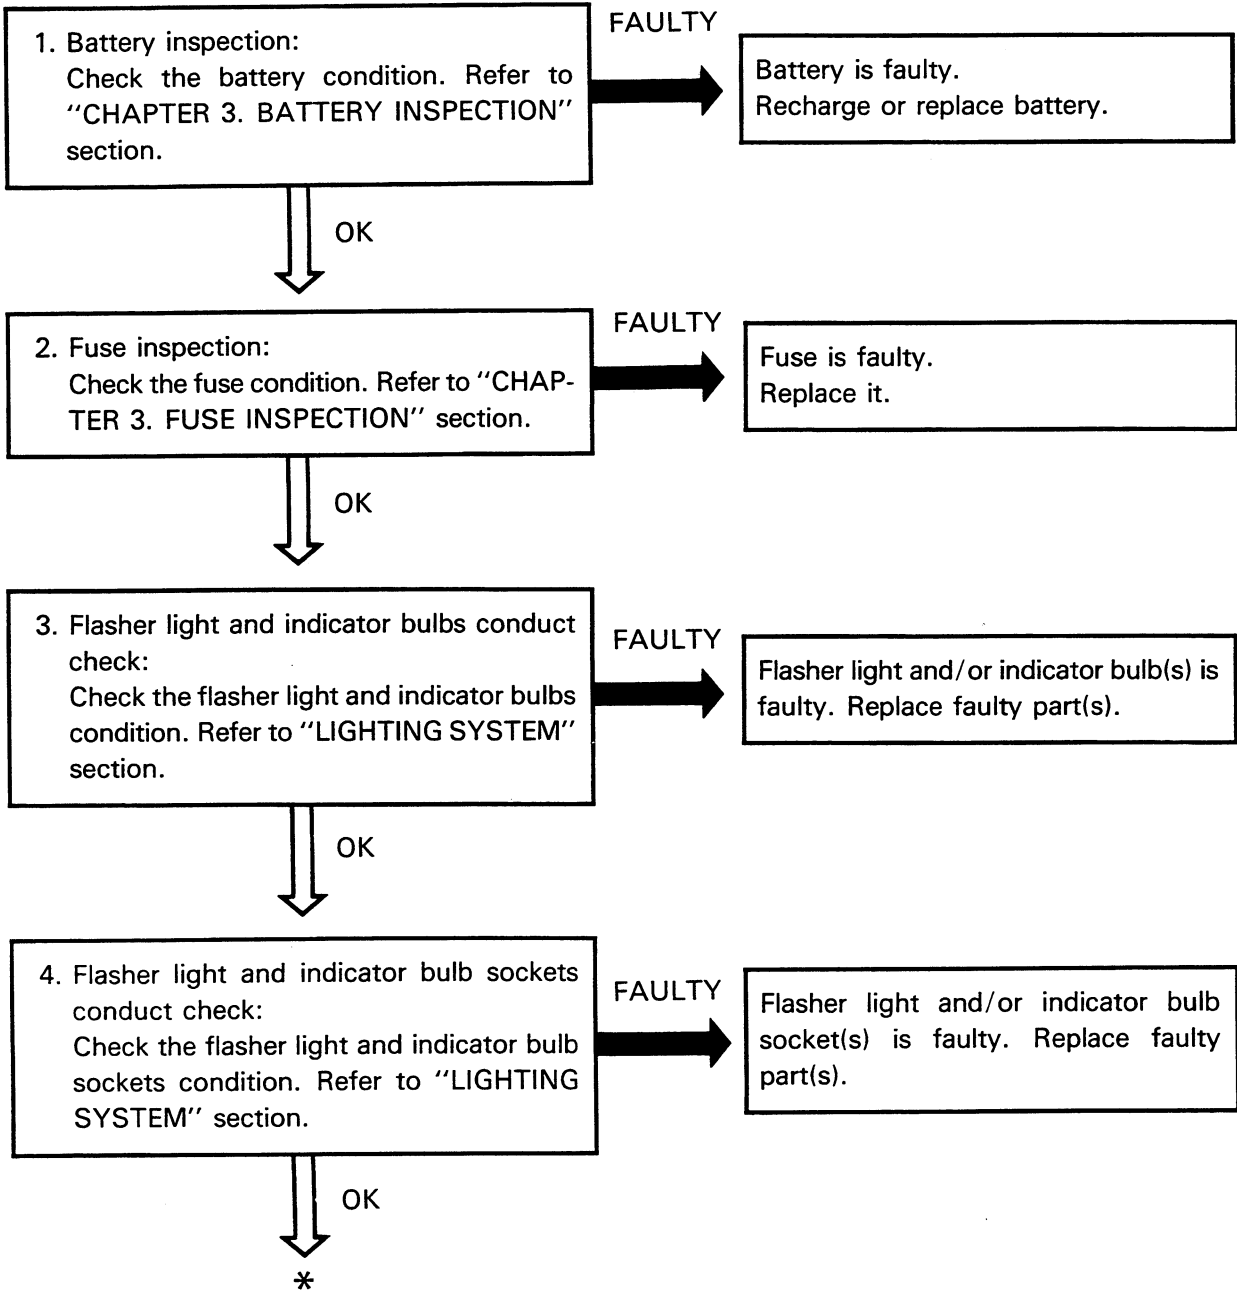 FAULTY
1. Battery inspection:
Check the battery condition. Refer to
“CHAPTER 3. BATTERY INSPECTION”
section.
Battery is faulty.
Recharge or replace battery.
OK
FAULTY
2. Fuse inspection:
Check the fuse condition. Refer to “CHAP-
TER 3. FUSE INSPECTION” section.
Fuse is faulty.
Replace it.
OK
FAULTY
3. Flasher light and indicator bulbs conduct
check:
Check the flasher light and indicator bulbs
condition. Refer to “LIGHTING SYSTEM”
section.
Flasher light and/or indicator bulb(s) is
faulty. Replace faulty part(s).
OK
FAULTY
4. Flasher light and indicator bulb sockets
conduct check:
Check the flasher light and indicator bulb
sockets condition. Refer to “LIGHTING
SYSTEM” section.
Flasher light and/or indicator bulb
socket(s) is faulty. Replace faulty
part(s).
OK
*